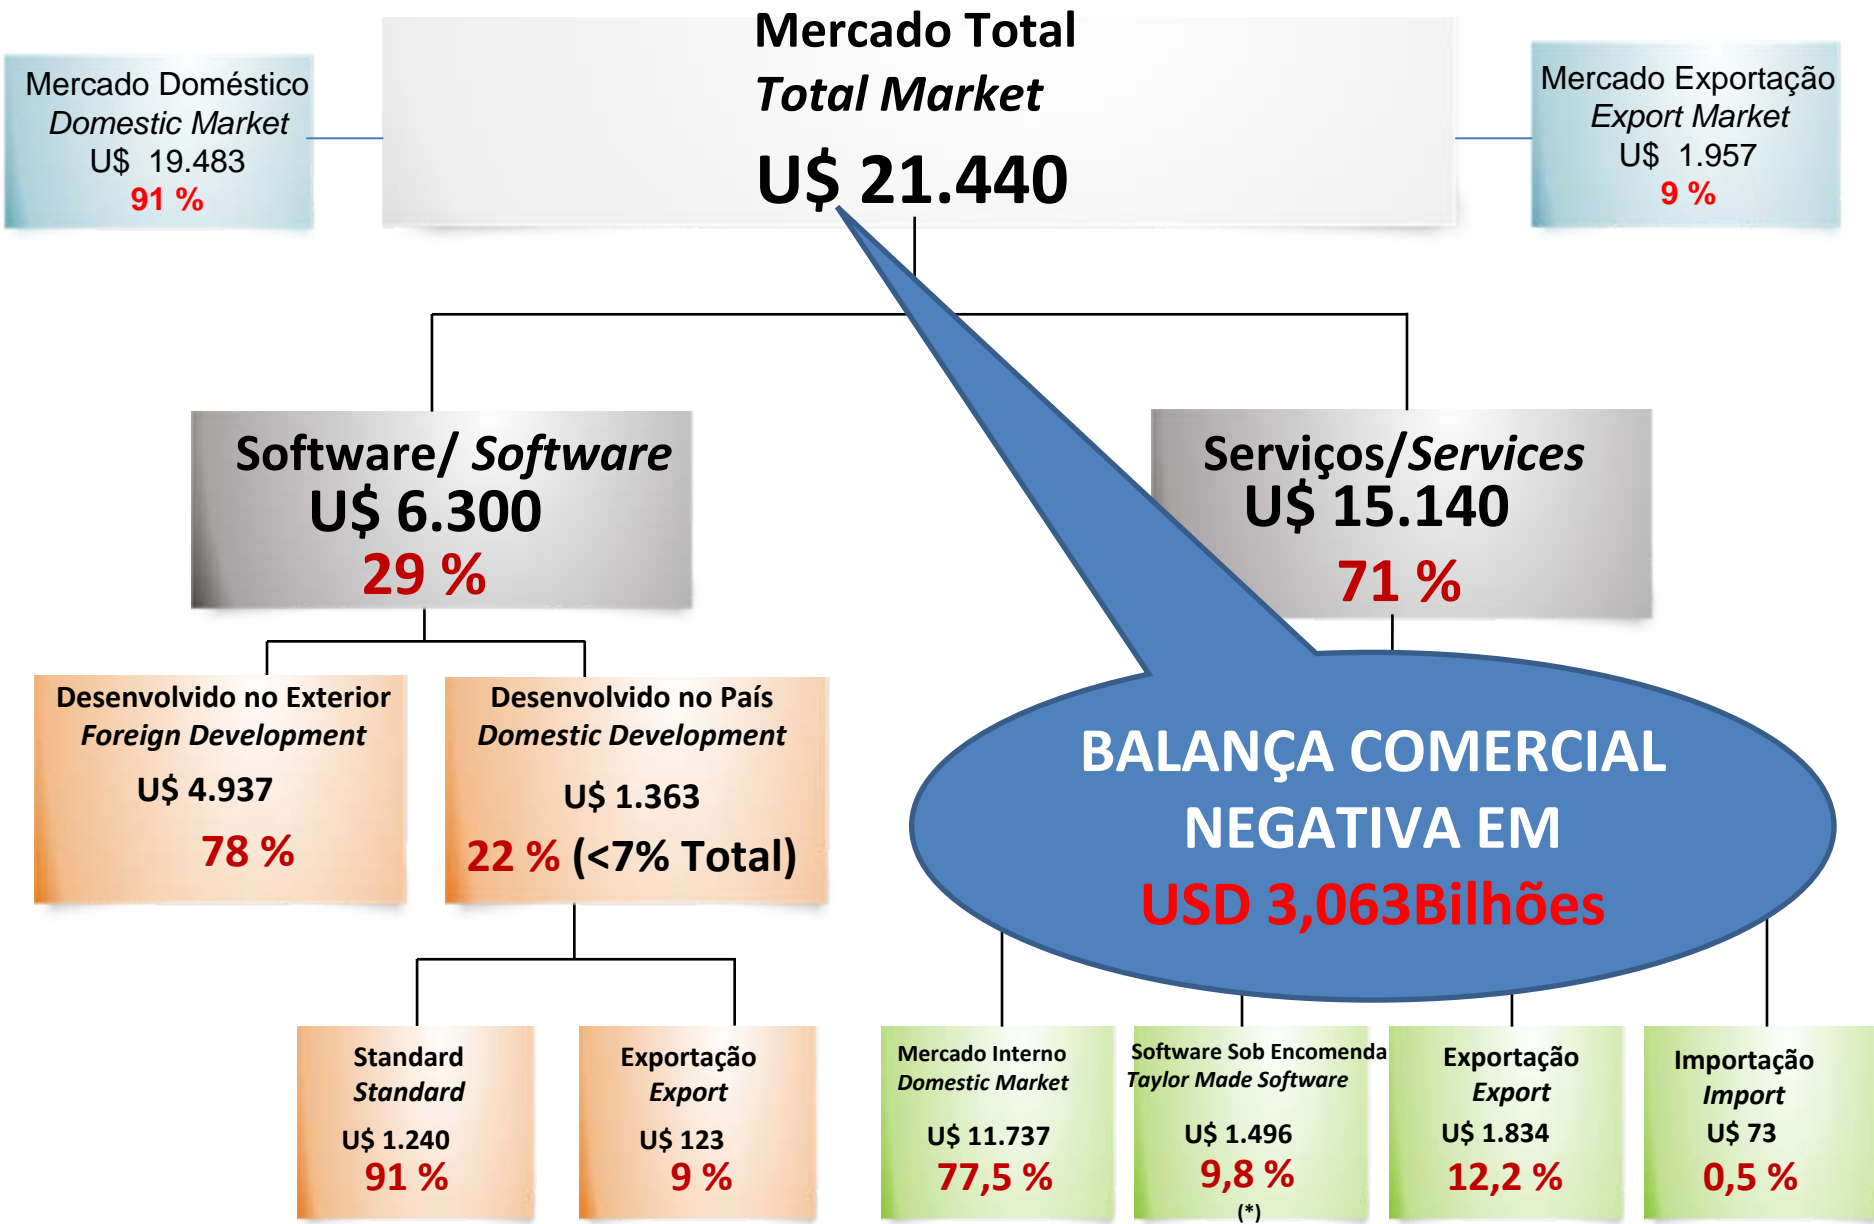 Mercado Total
Total Market
U$ 21.440
Mercado Doméstico
Domestic Market
U$ 19.483
91 %
Mercado Exportação
Export Market
U$ 1.957
9 %
Software/ Software
U$ 6.300
29 %
Serviços/Services
U$ 15.140
71 %
Desenvolvido no Exterior
Foreign Development
U$ 4.937
78 %
Desenvolvido no País
Domestic Development
U$ 1.363
22 % (<7% Total)
BALANÇA COMERCIAL
NEGATIVA EM
USD 3,063Bilhões
Standard
Standard
U$ 1.240
91 %
Exportação
Export
U$ 123
9 %
Mercado Interno
Domestic Market
U$ 11.737
77,5 %
Software Sob Encomenda
Taylor Made Software
U$ 1.496
9,8 %
(*)
Exportação
Export
U$ 1.834
12,2 %
Importação
Import
U$ 73
0,5 %